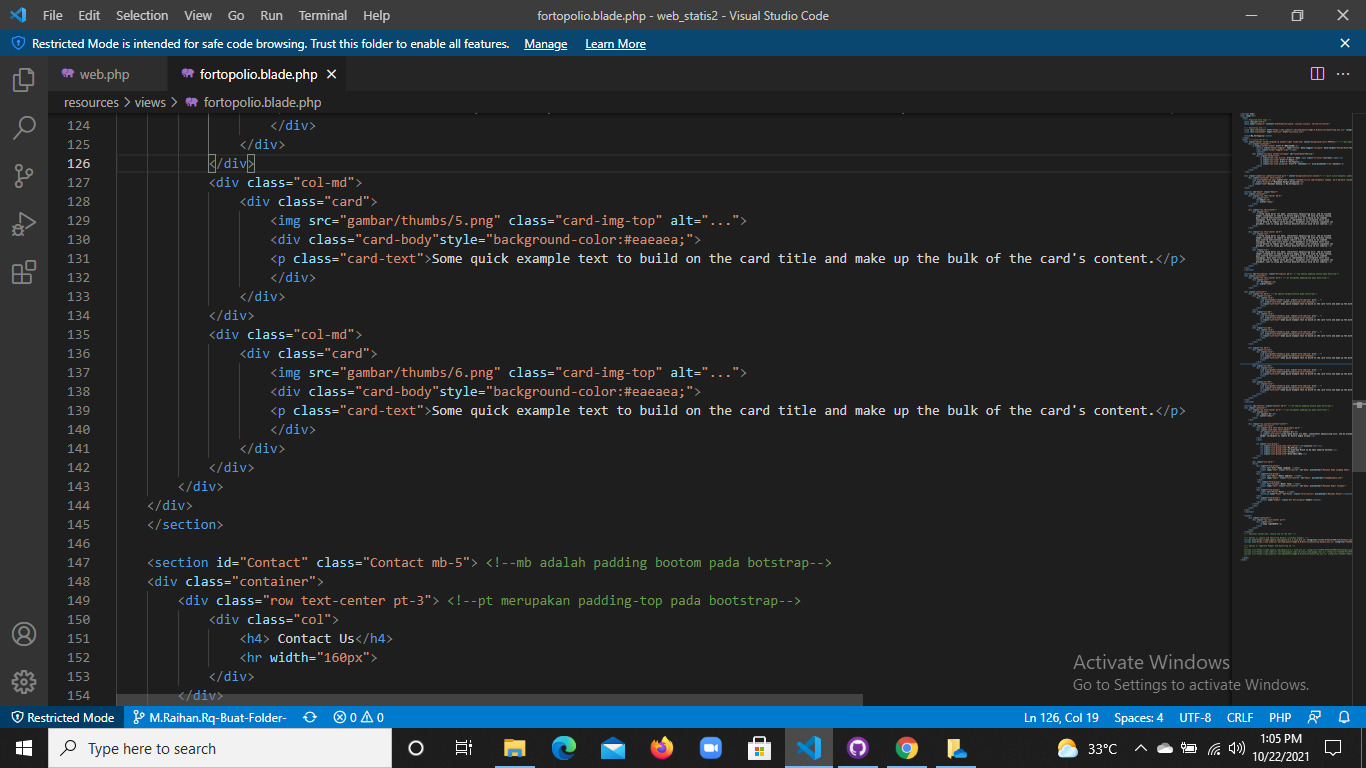 File Edit Selection View Go Run Terminal Help fortopolio.blade.php - web_statis2 - Visual Studio Code
Restricted Mode is intended for safe code browsing. Trust this folder to enable all features. Manage Learn More
web.php fortopolio.blade.php
resources > views > fortopolio.blade.php
124 </div>
125 </div>
126 </div>
127 <div class="col-md">
128 <div class="card">
129 <img src="gambar/thumbs/5.png" class="card-img-top" alt="...">
130 <div class="card-body"style="background-color:#eaeaea;">
131 <p class="card-text">Some quick example text to build on the card title and make up the bulk of the card's content.</p>
132 </div>
133 </div>
134 </div>
135 <div class="col-md">
136 <div class="card">
137 <img src="gambar/thumbs/6.png" class="card-img-top" alt="...">
138 <div class="card-body"style="background-color:#eaeaea;">
139 <p class="card-text">Some quick example text to build on the card title and make up the bulk of the card's content.</p>
140 </div>
141 </div>
142 </div>
143 </div>
144 </div>
145 </section>
146
147 <section id="Contact" class="Contact mb-5"> <!--mb adalah padding bootom pada botstrap-->
148 <div class="container">
149 <div class="row text-center pt-3"> <!--pt merupakan padding-top pada bootstrap-->
150 <div class="col">
151 <h4> Contact Us</h4>
152 <hr width="160px">
153 </div>
154 </div>
Activate Windows
Go to Settings to activate Windows.
Restricted Mode M.Raihan.Rq-Buat-Folder- 0 0 Ln 126, Col 19 Spaces: 4 UTF-8 CRLF PHP
Type here to search 33°C 1:05 PM
10/22/2021